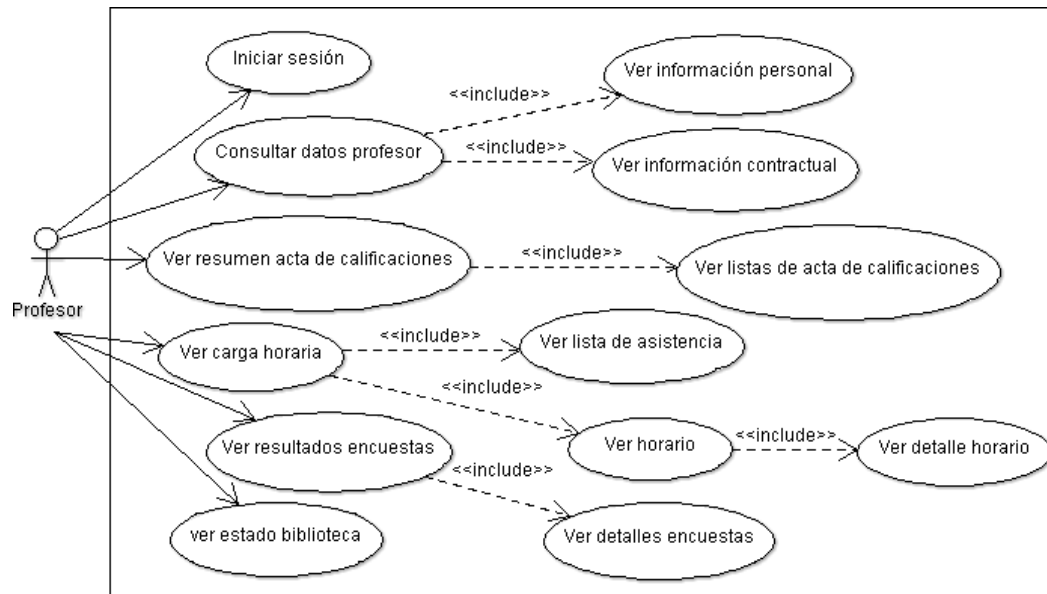 Iniciar sesión
Ver información personal
<<include>>
Consultar datos profesor
<<include>>
Ver información contractual
Ver resumen acta de calificaciones
<<include>>
Ver listas de acta de calificaciones
Profesor
Ver carga horaria
<<include>>
Ver lista de asistencia
<<include>>
Ver resultados encuestas
Ver horario
<<include>>
Ver detalle horario
<<include>>
ver estado biblioteca
Ver detalles encuestas